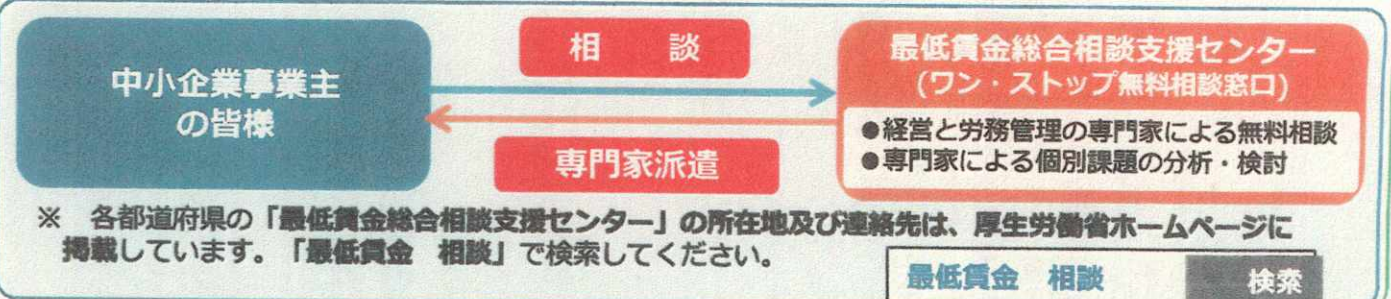 中小企業事業主
の皆様
相 談
専門家派遣
最低賃金総合相談支援センター
(ワン・ストップ無料相談窓口)
●経営と労務管理の専門家による無料相談
●専門家による個別課題の分析・検討
※ 各都道府県の「最低賃金総合相談支援センター」の所在地及び連絡先は、厚生労働省ホームページに
掲載しています。「最低賃金 相談」で検索してください。
最低賃金 相談 検索